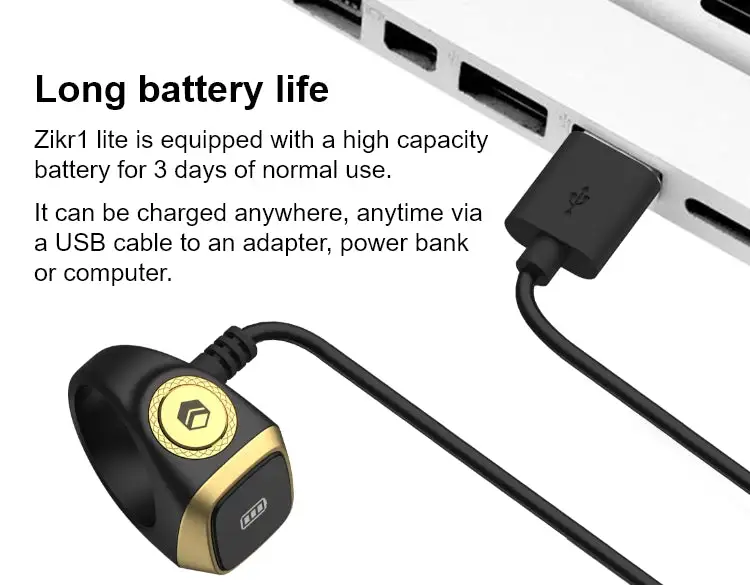 Long battery life
Zikr1 lite is equipped with a high capacity
battery for 3 days of normal use.
It can be charged anywhere, anytime via
a USB cable to an adapter, power bank
or computer.